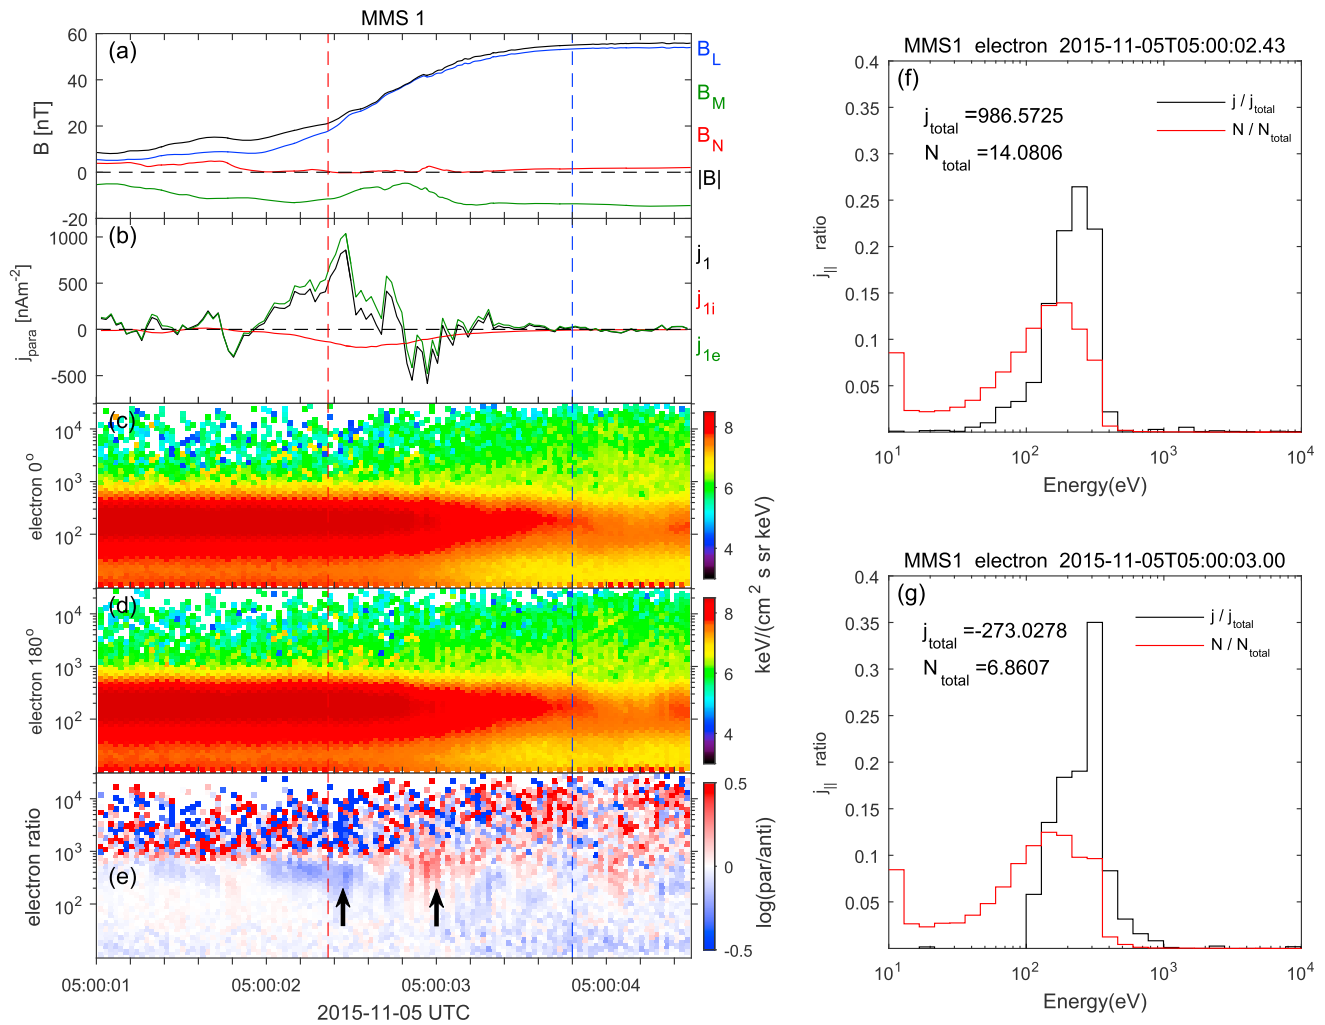 MMS 1
(a)
60
40
20
0
-20
B [nT]
B_L
B_M
B_N
|B|
(b)
1000
500
0
-500
j_para [nAm^-2]
j_1
j_1i
j_1e
(c)
10^4
10^3
10^2
electron 0°
8
6
4
(d)
10^4
10^3
10^2
electron 180°
8
6
4
keV/(cm^2 s sr keV)
(e)
10^4
10^3
10^2
electron ratio
0.5
0
-0.5
log(par/anti)
05:00:01 05:00:02 05:00:03 05:00:04
2015-11-05 UTC
MMS1 electron 2015-11-05T05:00:02.43
(f)
j_total =986.5725
N_total =14.0806
j / j_total
N / N_total
0.4
0.35
0.3
0.25
0.2
0.15
0.1
0.05
j_|| ratio
10^1 10^2 10^3 10^4
Energy(eV)
MMS1 electron 2015-11-05T05:00:03.00
(g)
j_total =-273.0278
N_total =6.8607
j / j_total
N / N_total
0.4
0.35
0.3
0.25
0.2
0.15
0.1
0.05
j_|| ratio
10^1 10^2 10^3 10^4
Energy(eV)